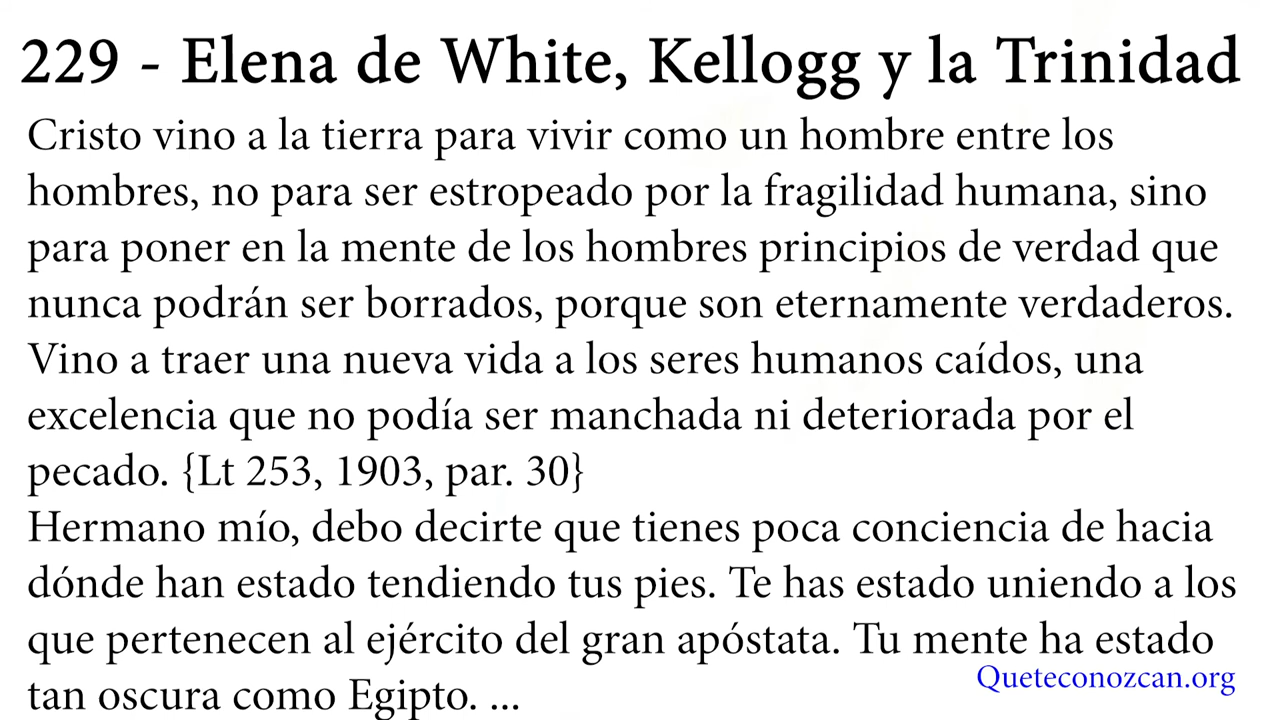 229 - Elena de White, Kellogg y la Trinidad
Cristo vino a la tierra para vivir como un hombre entre los
hombres, no para ser estropeado por la fragilidad humana, sino
para poner en la mente de los hombres principios de verdad que
nunca podrán ser borrados, porque son eternamente verdaderos.
Vino a traer una nueva vida a los seres humanos caídos, una
excelencia que no podía ser manchada ni deteriorada por el
pecado. {Lt 253, 1903, par. 30}
Hermano mío, debo decirte que tienes poca conciencia de hacia
dónde han estado tendiendo tus pies. Te has estado uniendo a los
que pertenecen al ejército del gran apóstata. Tu mente ha estado
tan oscura como Egipto. ...
Queteconozcan.org